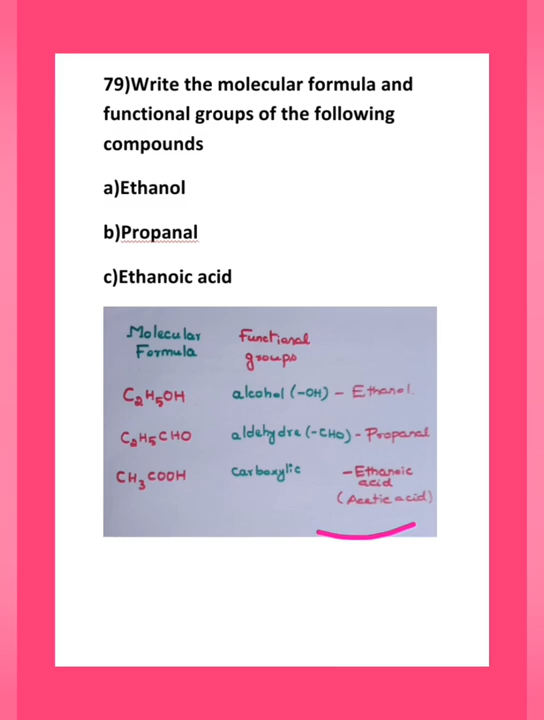 79)Write the molecular formula and
functional groups of the following
compounds
a)Ethanol
b)Propanal
c)Ethanoic acid
Molecular Functional
Formula groups
C2H5OH alcohol (-OH) - Ethanol.
C2H5CHO aldehydre (-CHO) - Propanal
CH3COOH Carboxylic - Ethanoic
acid
(Acetic acid)